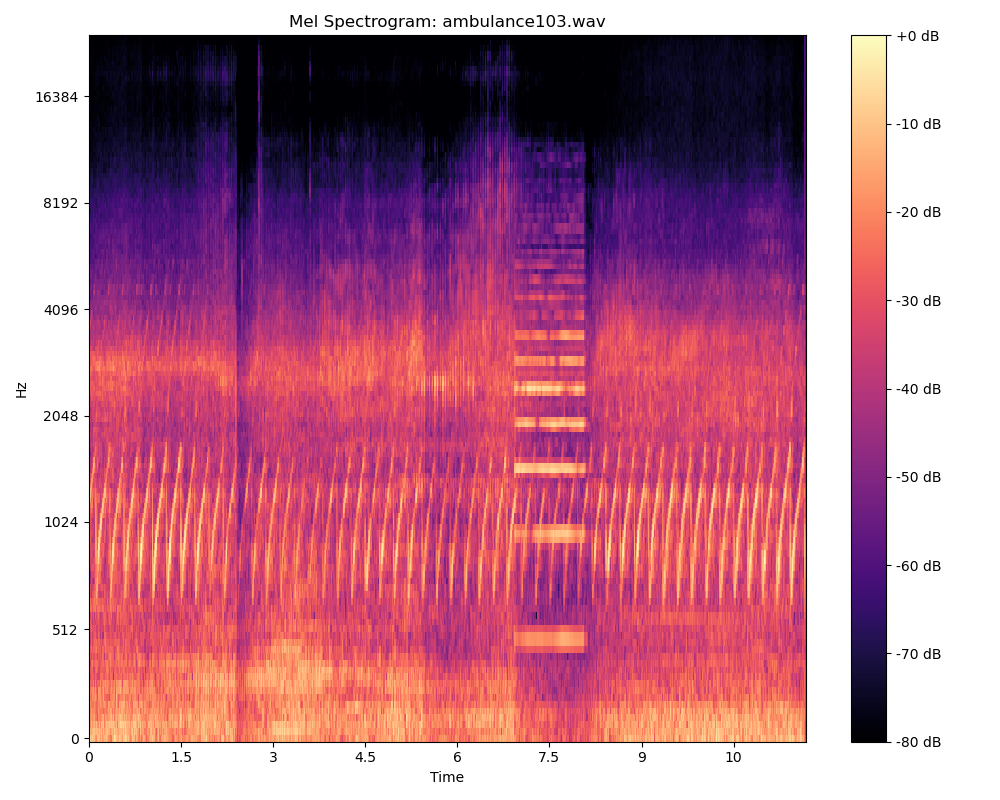 Mel Spectrogram: ambulance103.wav
+0 dB
-10 dB
-20 dB
-30 dB
-40 dB
-50 dB
-60 dB
-70 dB
-80 dB
16384
8192
4096
2048
1024
512
0
Hz
0 1.5 3 4.5 6 7.5 9 10
Time